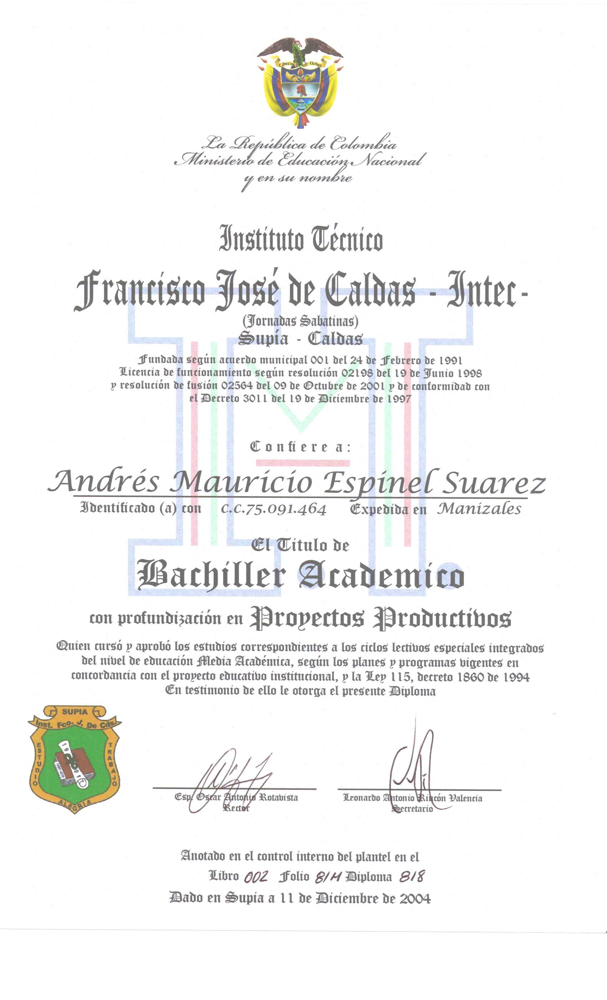 Libertad y Orden
La República de Colombia
Ministerio de Educación Nacional
y en su nombre
Instituto Técnico
Francisco José de Caldas - Intec -
(Jornadas Sabatinas)
Supía - Caldas
Fundada según acuerdo municipal 001 del 24 de Febrero de 1991
Licencia de funcionamiento según resolución 02198 del 19 de Junio 1998
y resolución de fusión 02564 del 09 de Octubre de 2001 y de conformidad con
el Decreto 3011 del 19 de Diciembre de 1997
Confiere a:
Andrés Mauricio Espinel Suarez
Identificado (a) con C.C.75.091.464 Expedida en Manizales
El Titulo de
Bachiller Academico
con profundización en Proyectos Productivos
Quien cursó y aprobó los estudios correspondientes a los ciclos lectivos especiales integrados
del nivel de educación Media Académica, según los planes y programas vigentes en
concordancia con el proyecto educativo institucional, y la Ley 115, decreto 1860 de 1994
En testimonio de ello le otorga el presente Diploma
SUPIA
Inst. Fco. J. De Cds.
ESTUDIO
TRABAJO
ALEGRIA
Esp. Oscar Antonio Rotavista
Rector
Leonardo Antonio Rincón Valencia
Secretario
Anotado en el control interno del plantel en el
Libro 002 Folio 81M Diploma 818
Dado en Supia a 11 de Diciembre de 2004